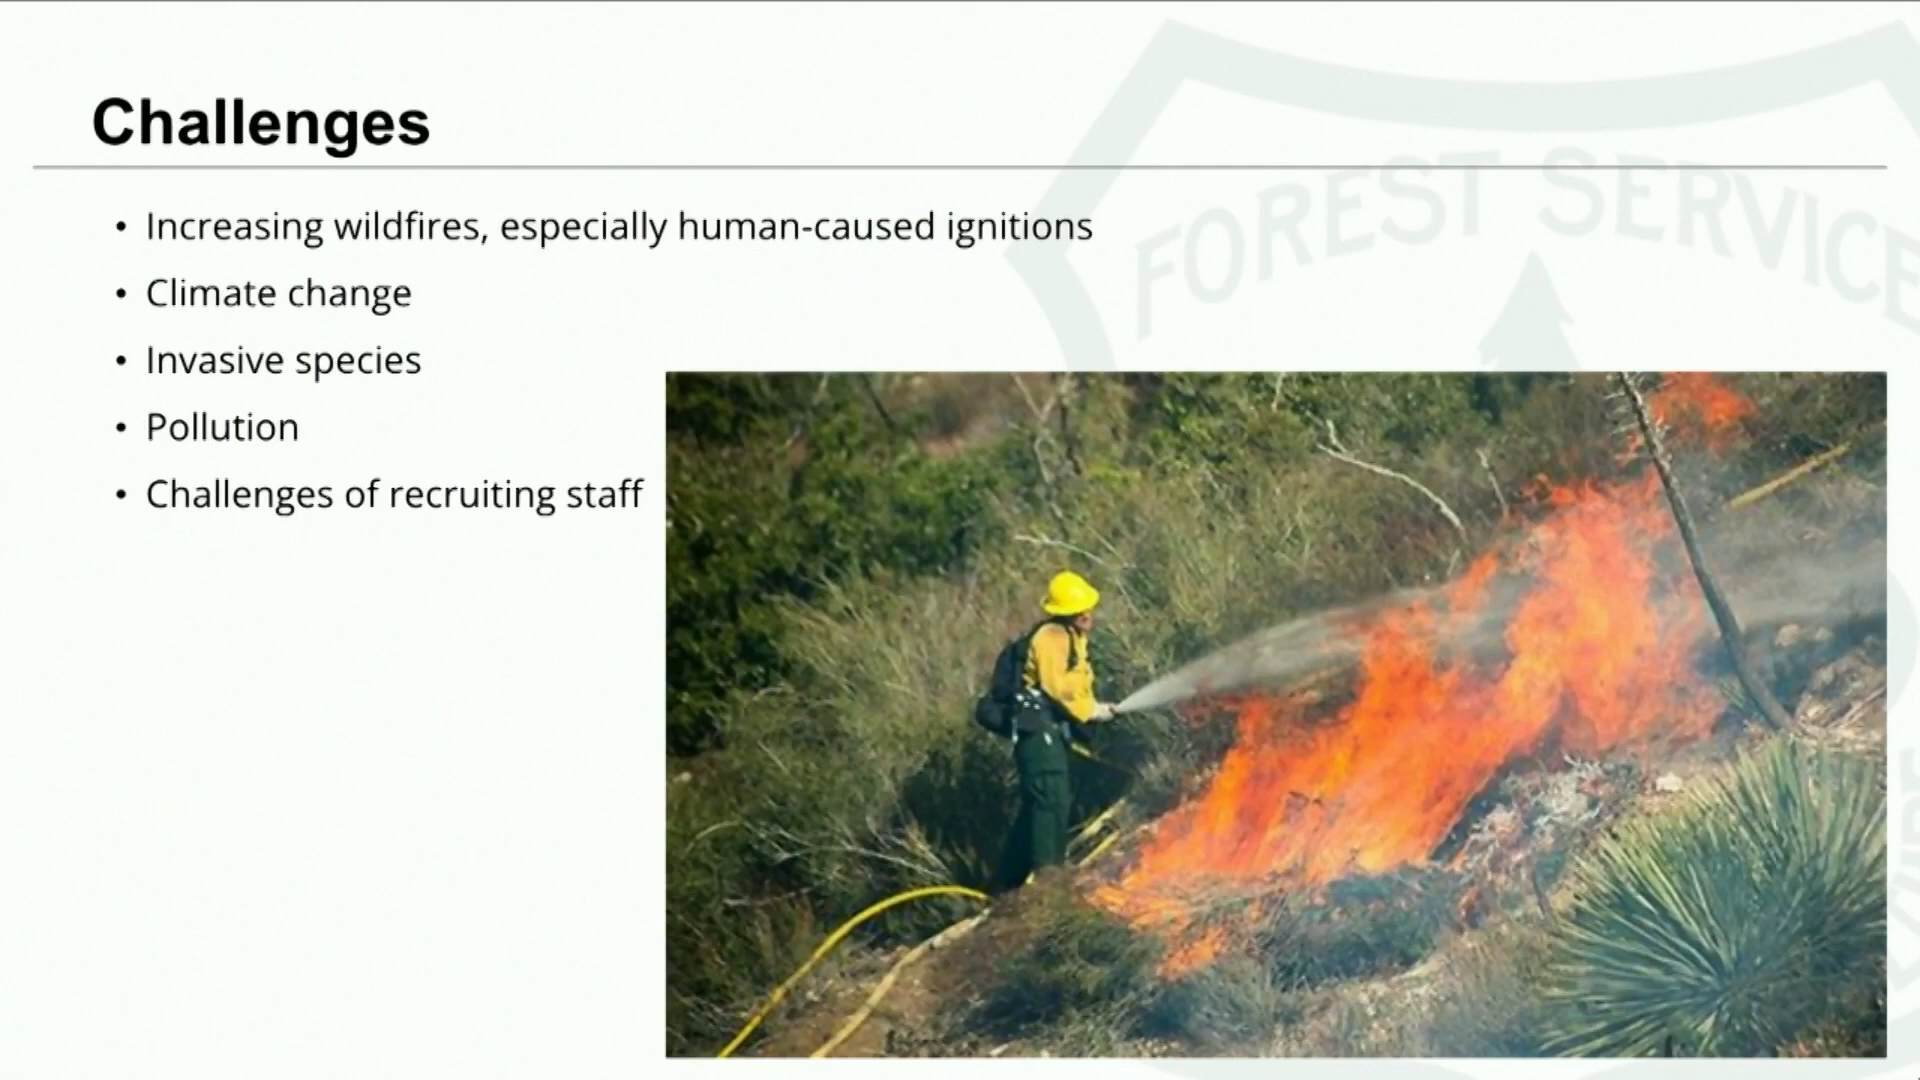 FOREST SERVICE
Challenges
• Increasing wildfires, especially human-caused ignitions
• Climate change
• Invasive species
• Pollution
• Challenges of recruiting staff